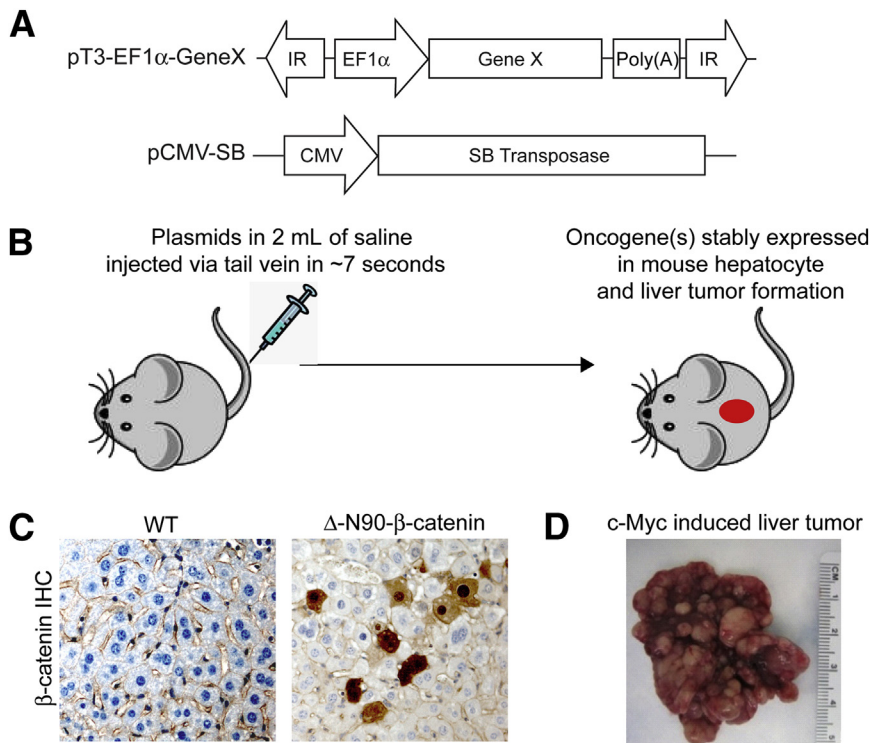 A
pT3-EF1α-GeneX
IR
EF1α
Gene X
Poly(A)
IR
pCMV-SB
CMV
SB Transposase
B
Plasmids in 2 mL of saline
injected via tail vein in ~7 seconds
Oncogene(s) stably expressed
in mouse hepatocyte
and liver tumor formation
C
WT
Δ-N90-β-catenin
β-catenin IHC
D
c-Myc induced liver tumor
CM
1
2
3
4
5